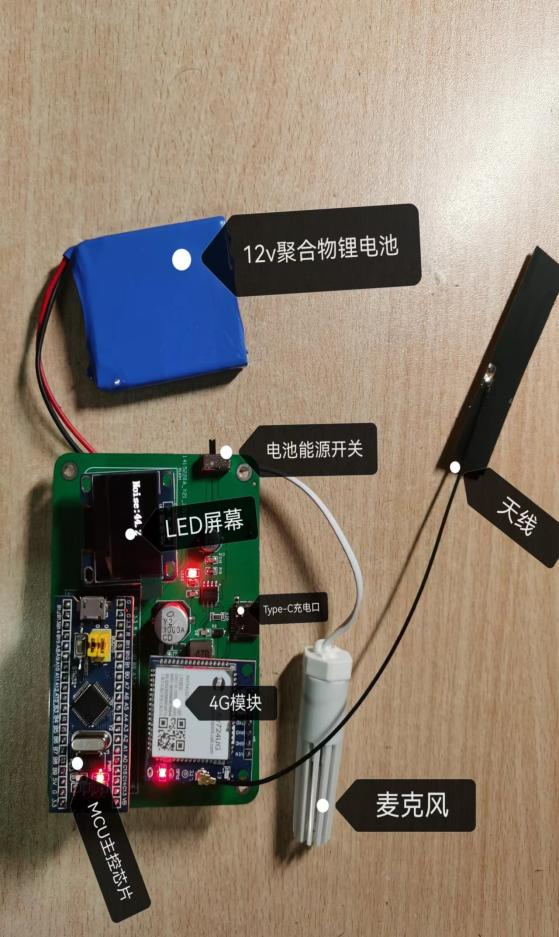 12v聚合物锂电池
电池能源开关
天线
Noise:44.
LED屏幕
Type-C充电口
4G模块
麦克风
MCU主控芯片